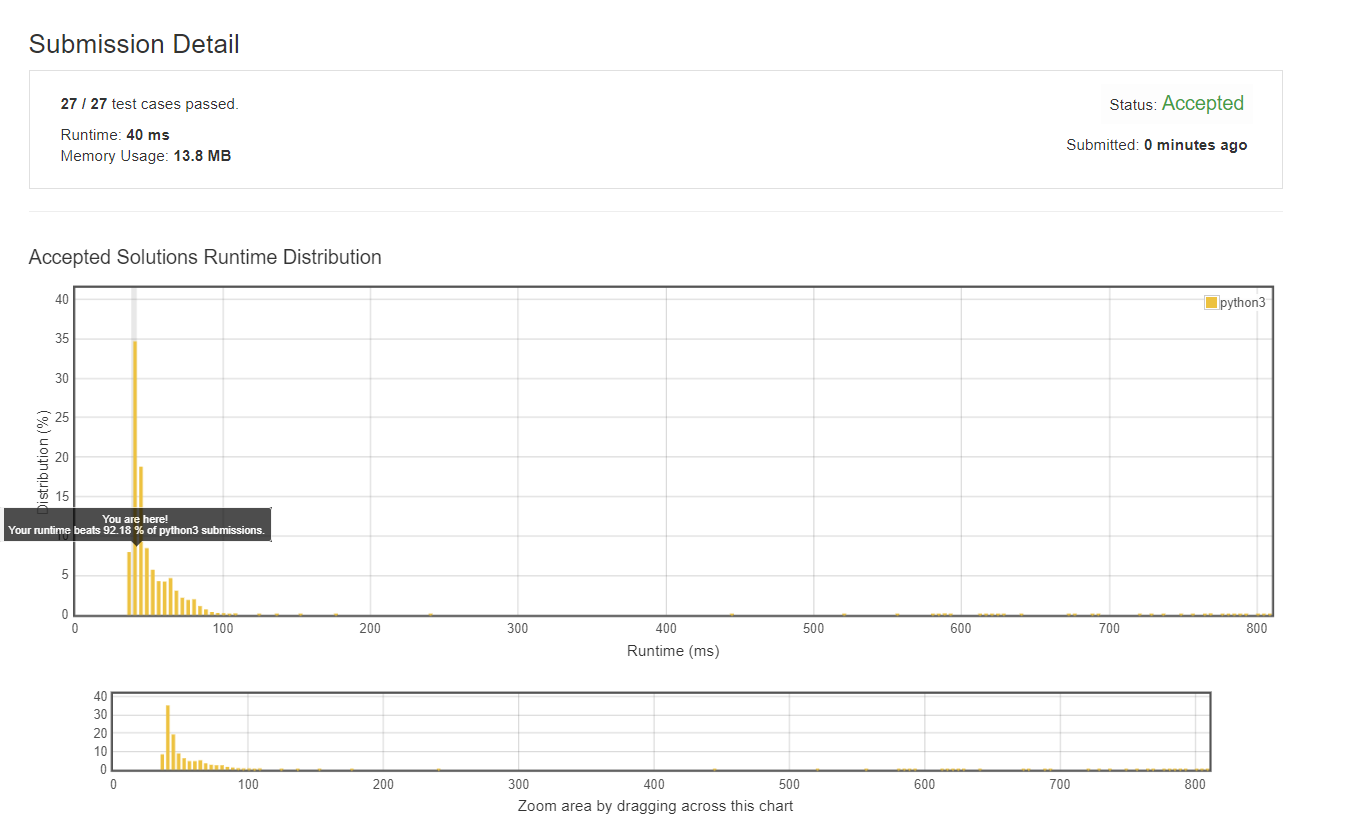 Submission Detail
27 / 27 test cases passed.
Status: Accepted
Runtime: 40 ms
Submitted: 0 minutes ago
Memory Usage: 13.8 MB
Accepted Solutions Runtime Distribution
40
35
30
25
20
15
10
5
0
Distribution (%)
python3
You are here!
Your runtime beats 92.18 % of python3 submissions.
0 100 200 300 400 500 600 700 800
Runtime (ms)
40
30
20
10
0
0 100 200 300 400 500 600 700 800
Zoom area by dragging across this chart